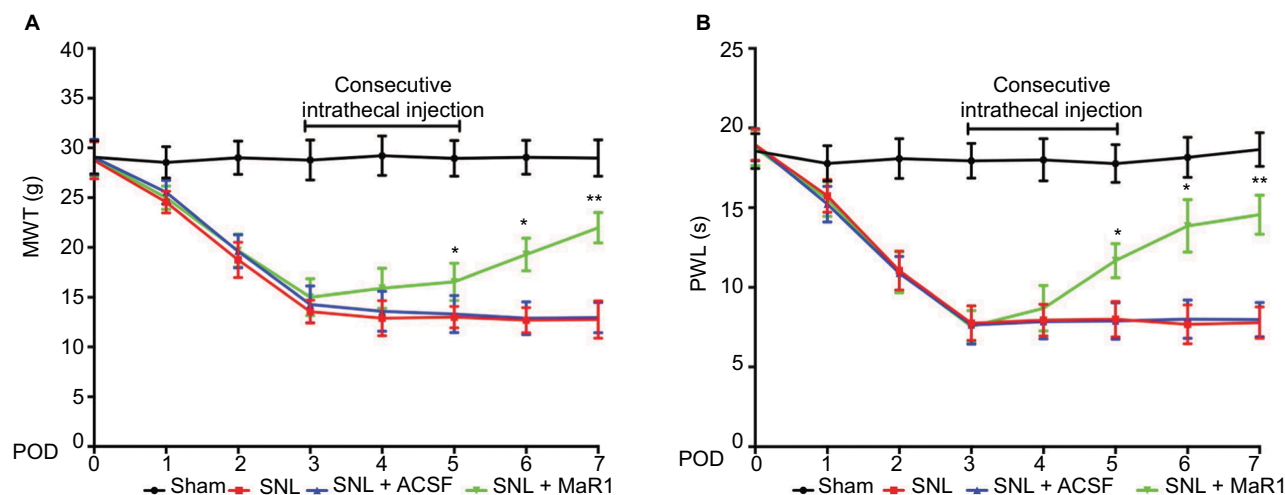 A
MWT (g)
40
35
30
25
20
15
10
5
0
Consecutive
intrathecal injection
*
*
**
POD
0 1 2 3 4 5 6 7
Sham SNL SNL + ACSF SNL + MaR1
B
PWL (s)
25
20
15
10
5
0
Consecutive
intrathecal injection
*
*
**
POD
0 1 2 3 4 5 6 7
Sham SNL SNL + ACSF SNL + MaR1